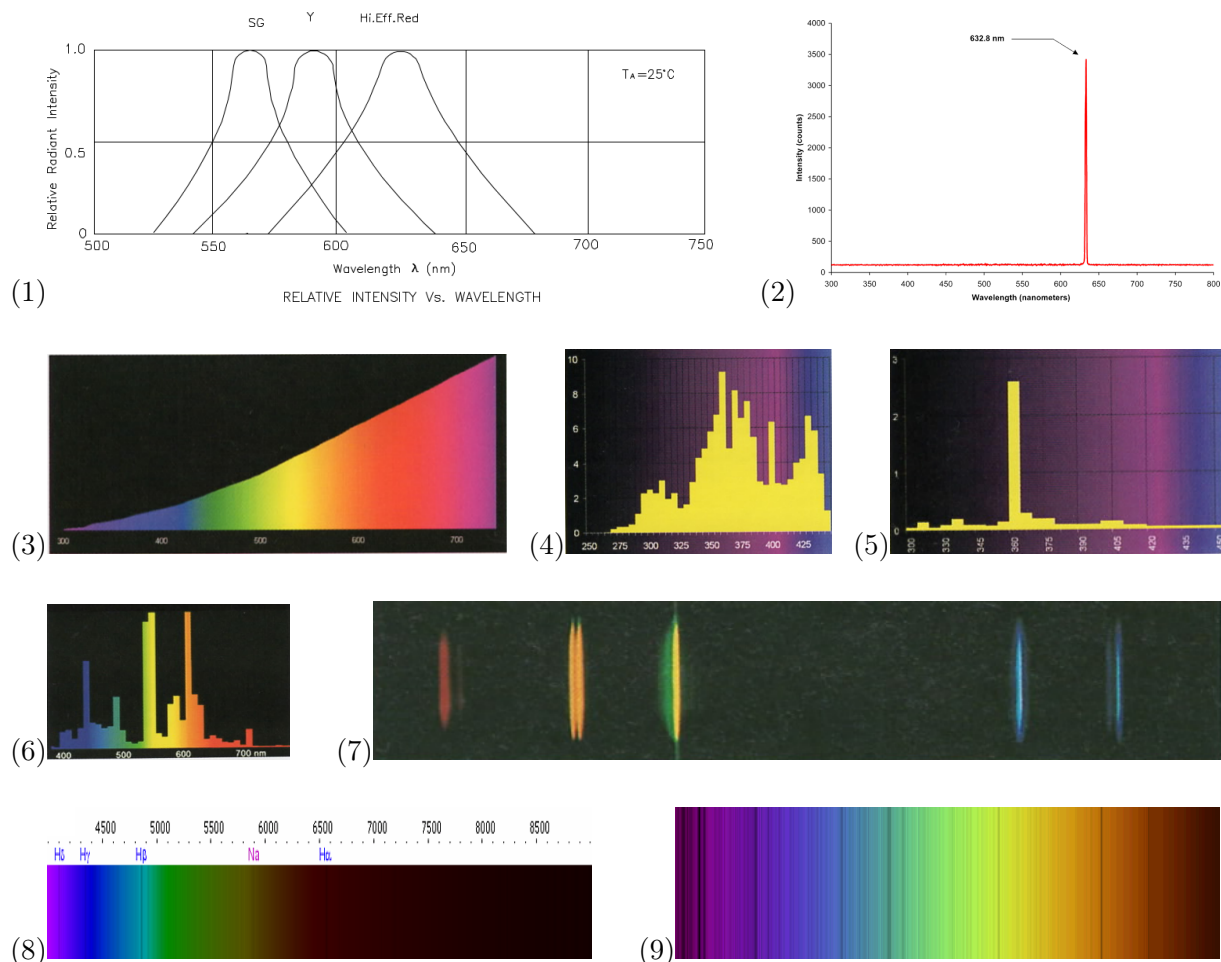 SG Y Hi.Eff.Red
1.0
0.5
0
Relative Radiant Intensity
TA=25°C
500 550 600 650 700 750
Wavelength λ (nm)
(1) RELATIVE INTENSITY Vs. WAVELENGTH
632.8 nm
4000
3500
3000
2500
2000
1500
1000
500
0
Intensity (counts)
300 350 400 450 500 550 600 650 700 750 800
Wavelength (nanometers)
(2)
300 400 500 600 700
(3)
10
8
6
4
2
0
250 275 300 325 350 375 400 425
(4)
3
2
1
0
300 330 345 360 375 390 405 420 435 450
(5)
400 500 600 700 nm
(6)
(7)
4500 5000 5500 6000 6500 7000 7500 8000 8500
Hδ Hγ Hβ Na Hα
(8)
(9)